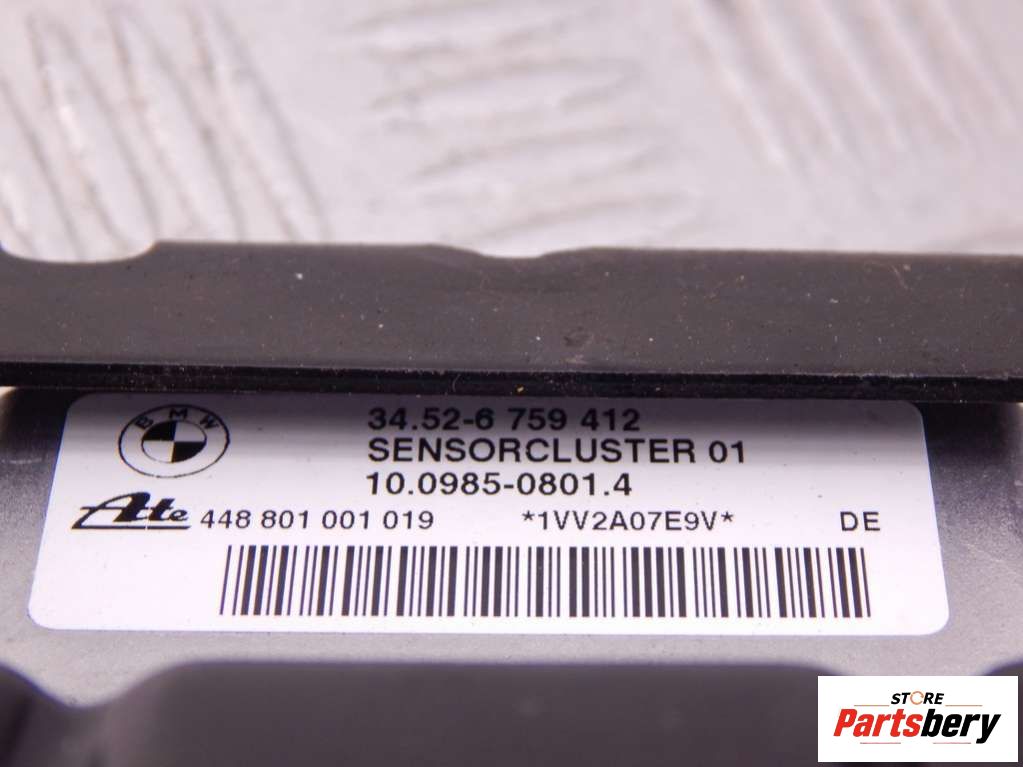 BMW
34.52-6 759 412
SENSORCLUSTER 01
10.0985-0801.4
Ate 448 801 001 019 *1VV2A07E9V* DE
STORE
Partsbery